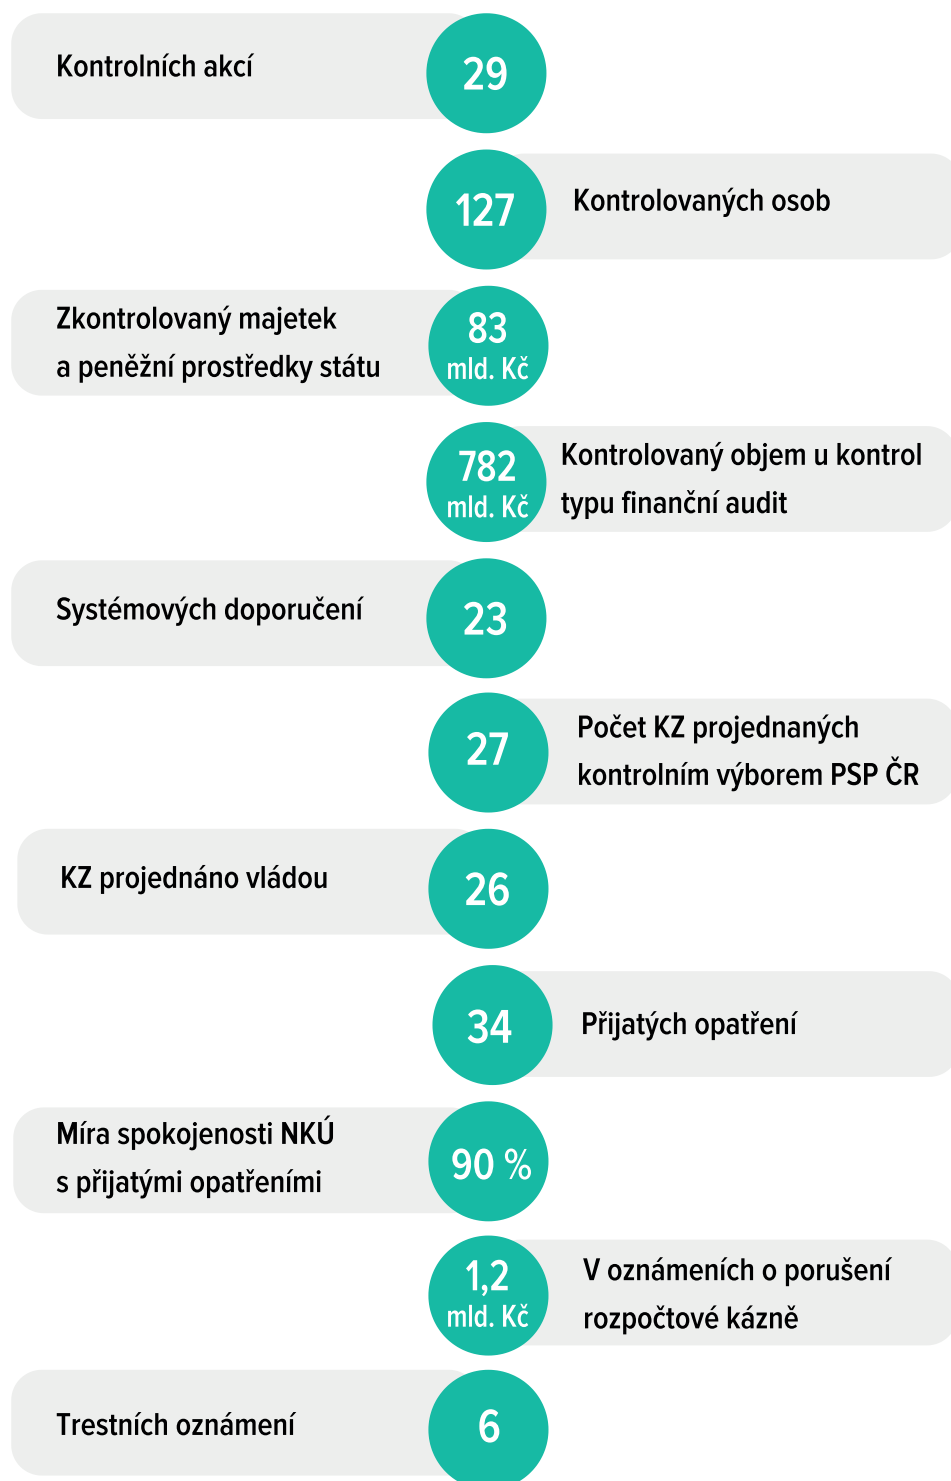 Kontrolních akcí
29
127
Kontrolovaných osob
Zkontrolovaný majetek
a peněžní prostředky státu
83
mld. Kč
782
mld. Kč
Kontrolovaný objem u kontrol
typu finanční audit
Systémových doporučení
23
27
Počet KZ projednaných
kontrolním výborem PSP ČR
KZ projednáno vládou
26
34
Přijatých opatření
Míra spokojenosti NKÚ
s přijatými opatřeními
90 %
1,2
mld. Kč
V oznámeních o porušení
rozpočtové kázně
Trestních oznámení
6